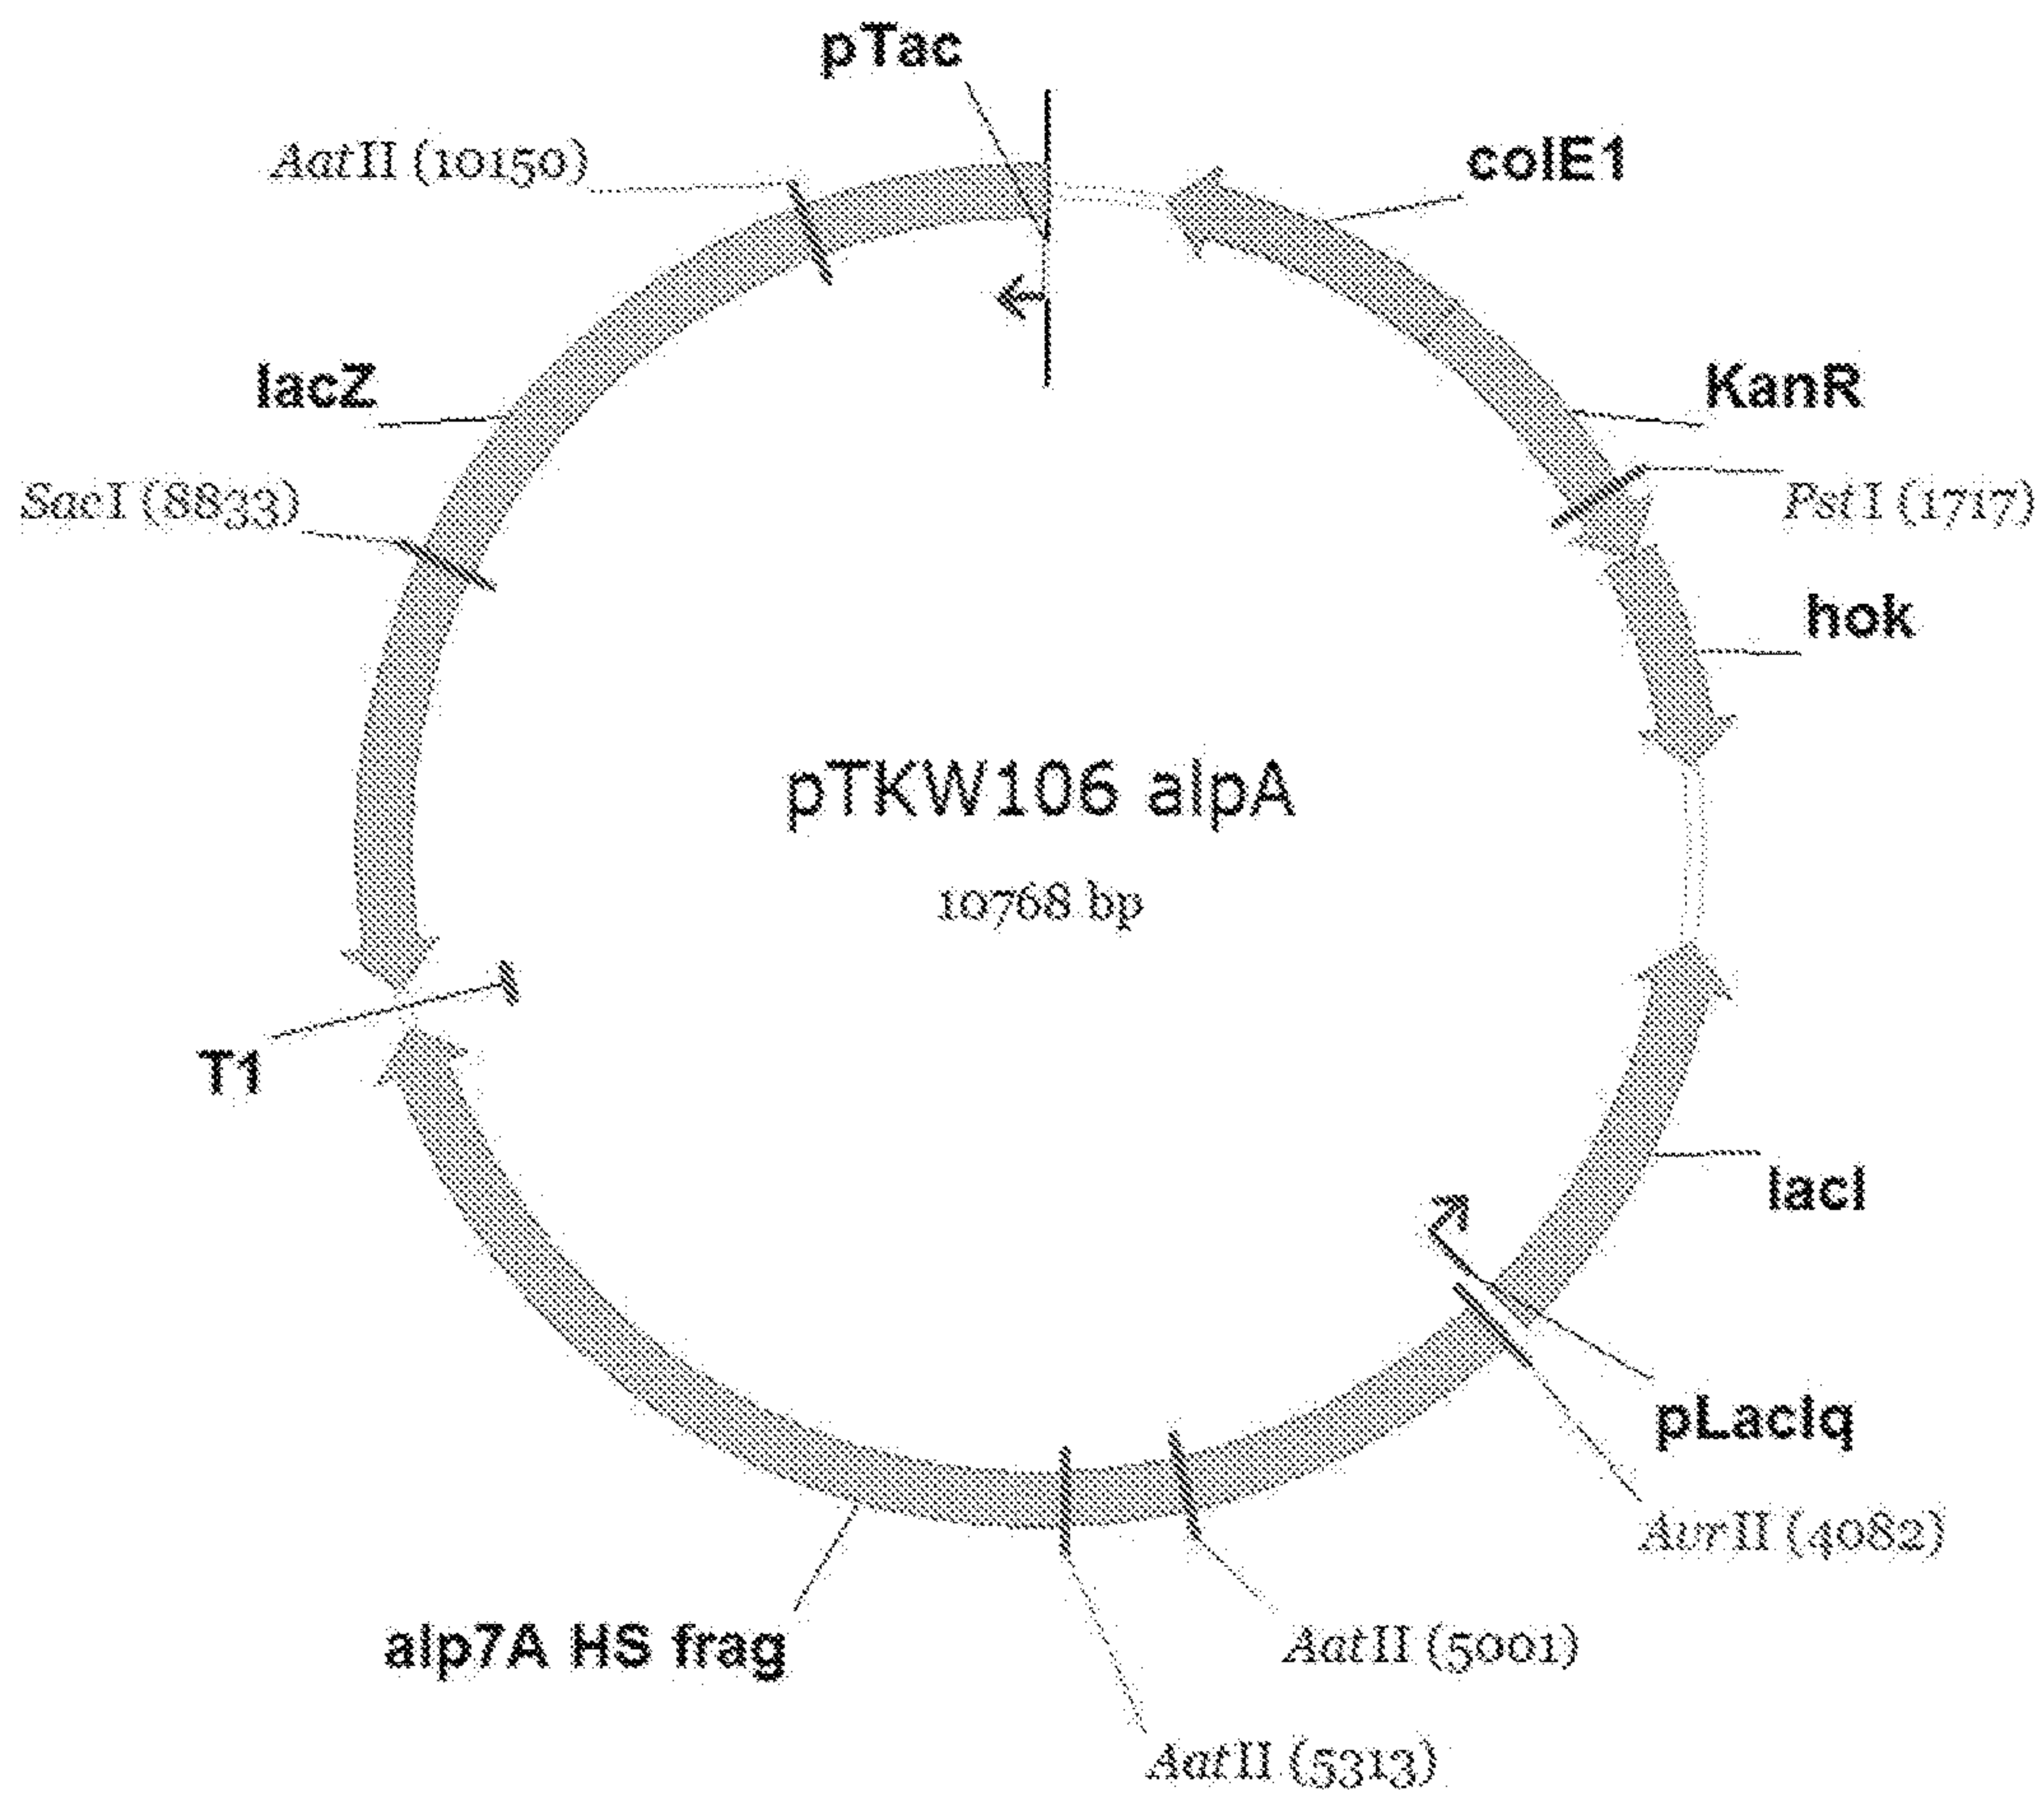 pTac
colE1
AatII (10150)
lacZ
KanR
SacI (8833)
PstI (1717)
hok
pTKW106 alpA
10768 bp
T1
lacI
pLacIq
AvrII (4082)
alp7A HS frag
AatII (5001)
AatII (5313)